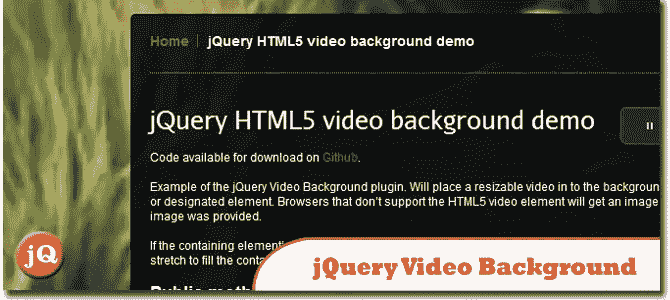 Home | jQuery HTML5 video background demo
jQuery HTML5 video background demo
Code available for download on Github.
Example of the jQuery Video Background plugin. Will place a resizable video in to the background
or designated element. Browsers that don't support the HTML5 video element will get an image
image was provided.
If the containing element
stretch to fill the
jQ
jQuery Video Background